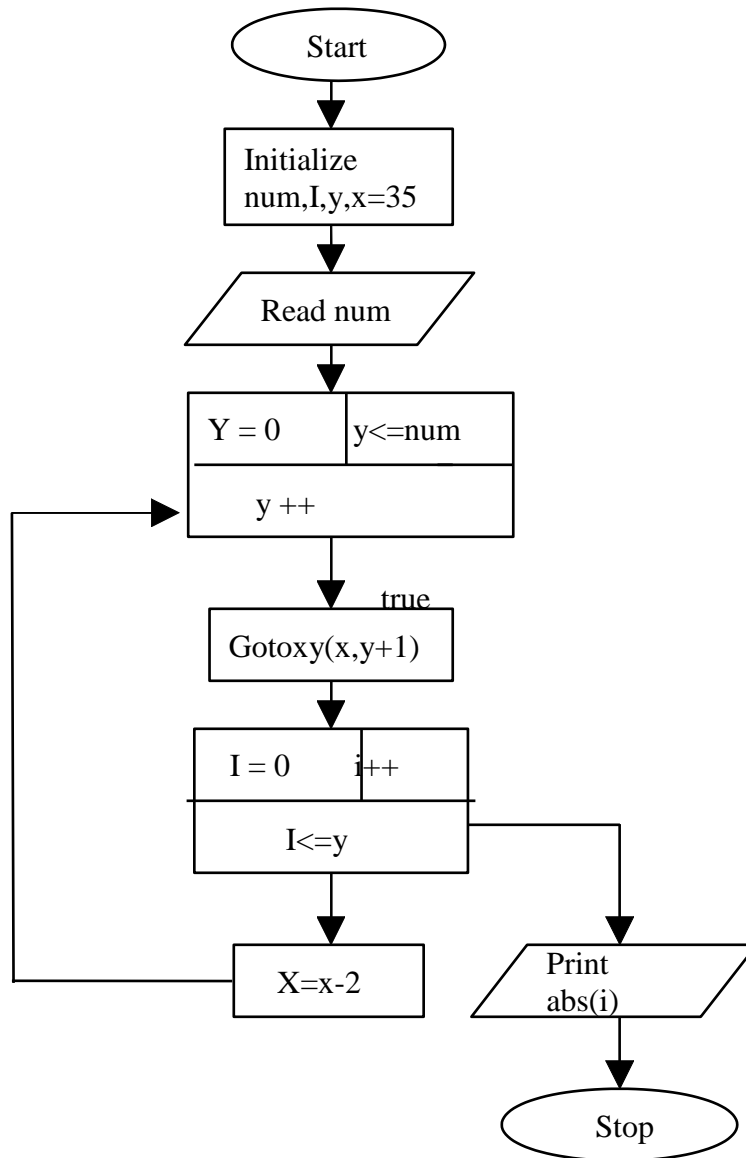 Start
Initialize
num,I,y,x=35
Read num
Y = 0 y<=num
y ++
true
Gotoxy(x,y+1)
I = 0 i++
I<=y
X=x-2
Print
abs(i)
Stop